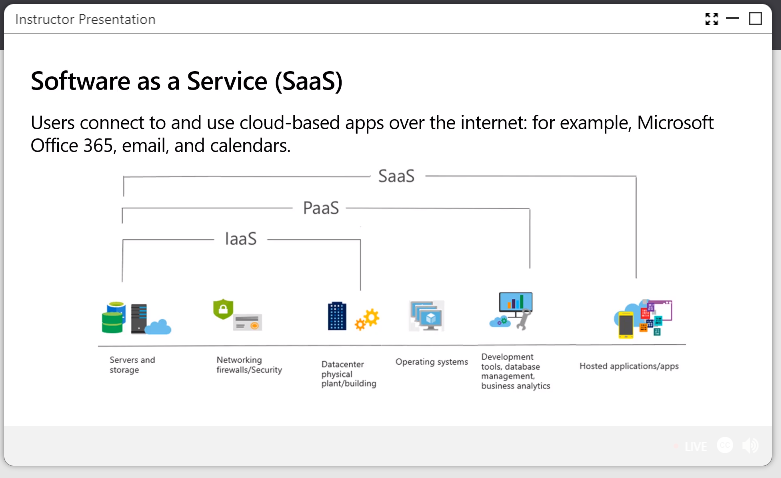 Instructor Presentation
Software as a Service (SaaS)
Users connect to and use cloud-based apps over the internet: for example, Microsoft
Office 365, email, and calendars.
SaaS
PaaS
IaaS
Servers and
storage
Networking
firewalls/Security
Datacenter
physical
plant/building
Operating systems
Development
tools, database
management,
business analytics
Hosted applications/apps
LIVE